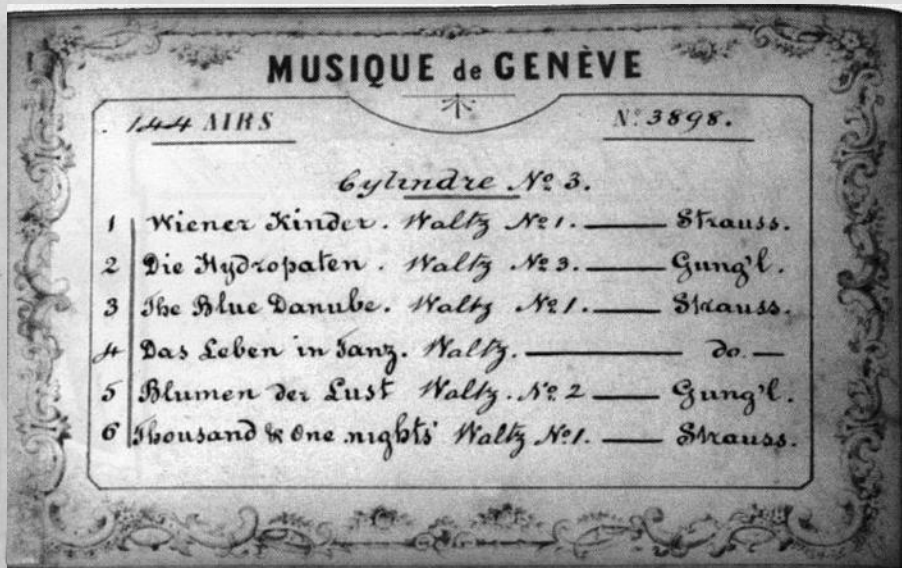 MUSIQUE de GENÈVE
144 AIRS Nº 3898.
Cylindre Nº 3.
1 Wiener Kinder. Waltz Nº 1. — Strauss.
2 Die Hydropaten. Waltz Nº 3. — Gung'l.
3 The Blue Danube. Waltz Nº 1. — Strauss.
4 Das Leben in Tanz. Waltz. — do. —
5 Blumen der Lust Waltz. Nº 2 — Gung'l.
6 Thousand & One nights' Waltz Nº 1. — Strauss.